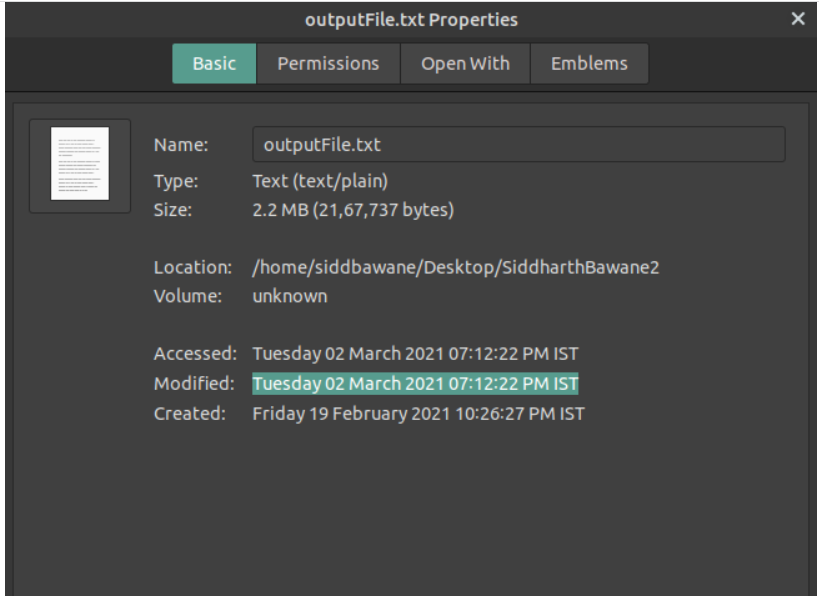 outputFile.txt Properties
Basic Permissions Open With Emblems
Name: outputFile.txt
Type: Text (text/plain)
Size: 2.2 MB (21,67,737 bytes)
Location: /home/siddbawane/Desktop/SiddharthBawane2
Volume: unknown
Accessed: Tuesday 02 March 2021 07:12:22 PM IST
Modified: Tuesday 02 March 2021 07:12:22 PM IST
Created: Friday 19 February 2021 10:26:27 PM IST